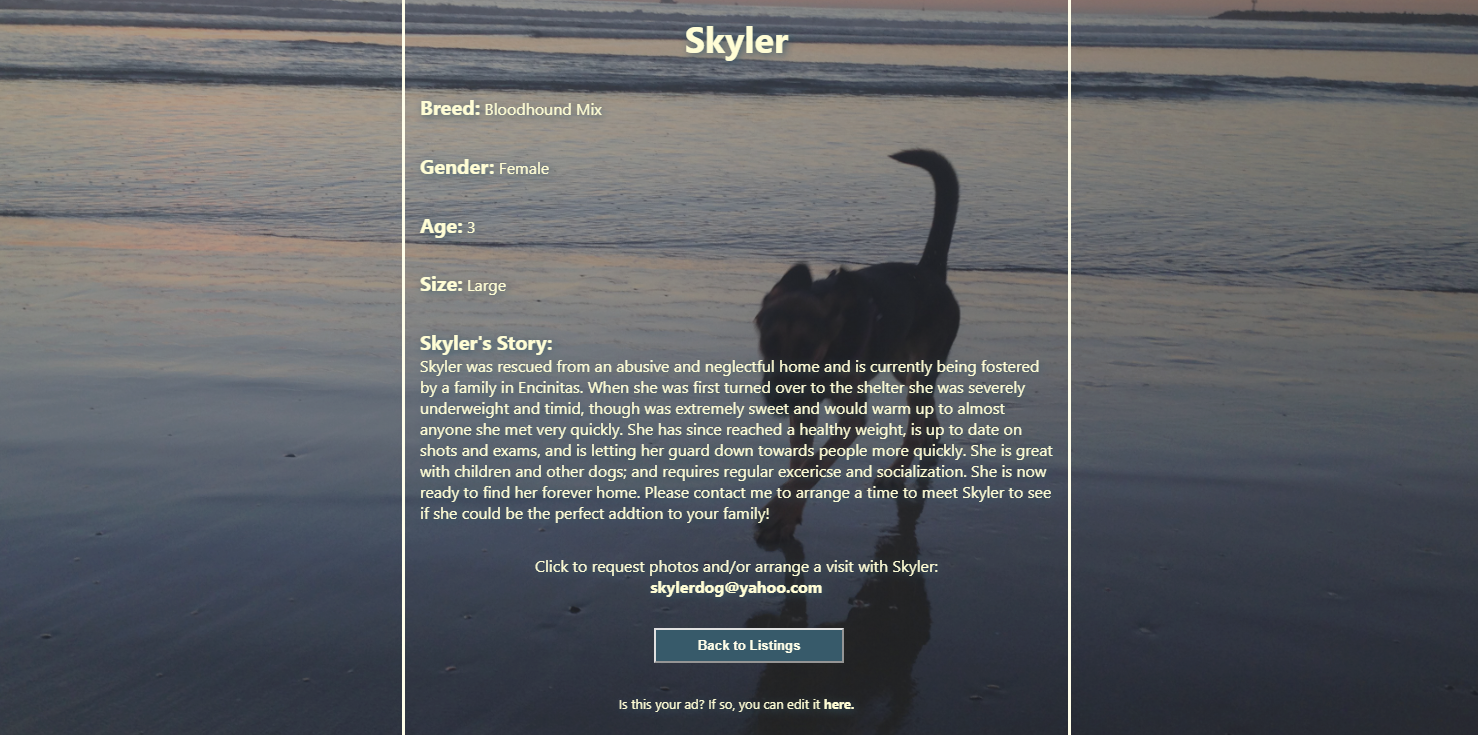 Skyler
Breed: Bloodhound Mix
Gender: Female
Age: 3
Size: Large
Skyler's Story:
Skyler was rescued from an abusive and neglectful home and is currently being fostered
by a family in Encinitas. When she was first turned over to the shelter she was severely
underweight and timid, though was extremely sweet and would warm up to almost
anyone she met very quickly. She has since reached a healthy weight, is up to date on
shots and exams, and is letting her guard down towards people more quickly. She is great
with children and other dogs; and requires regular excericse and socialization. She is now
ready to find her forever home. Please contact me to arrange a time to meet Skyler to see
if she could be the perfect addtion to your family!
Click to request photos and/or arrange a visit with Skyler:
skylerdog@yahoo.com
Back to Listings
Is this your ad? If so, you can edit it here.